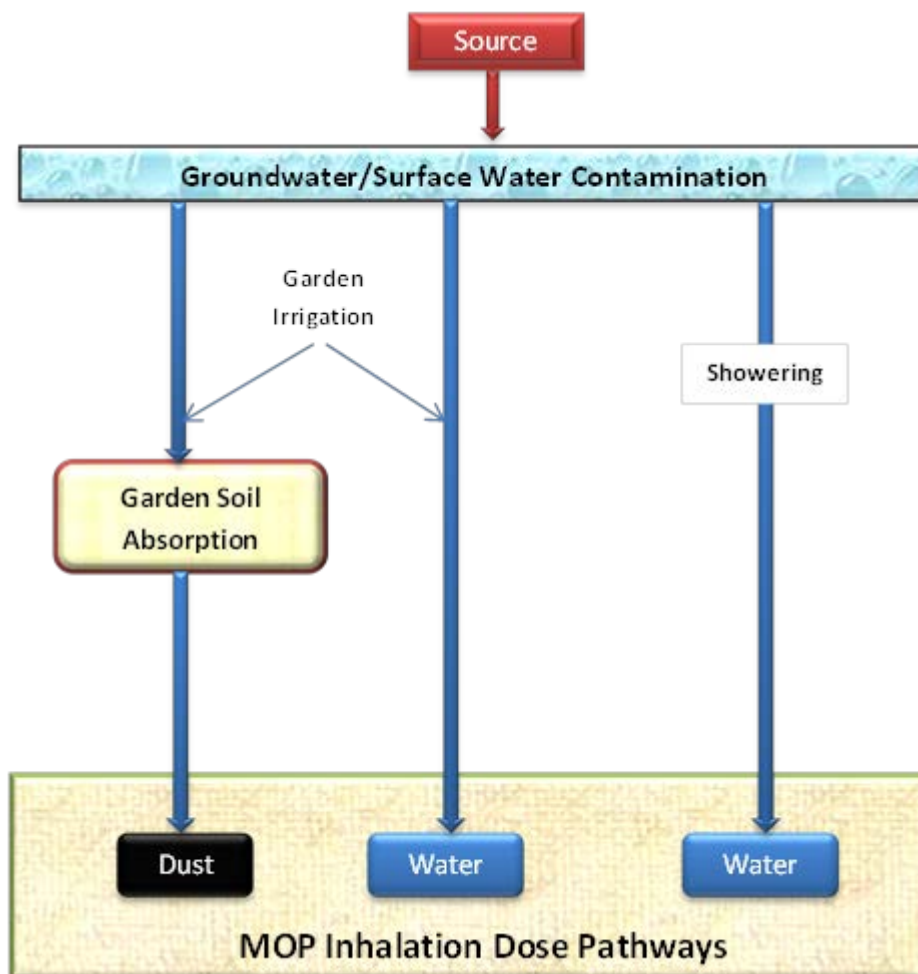 Source
Groundwater/Surface Water Contamination
Garden
Irrigation
Showering
Garden Soil
Absorption
Dust
Water
Water
MOP Inhalation Dose Pathways